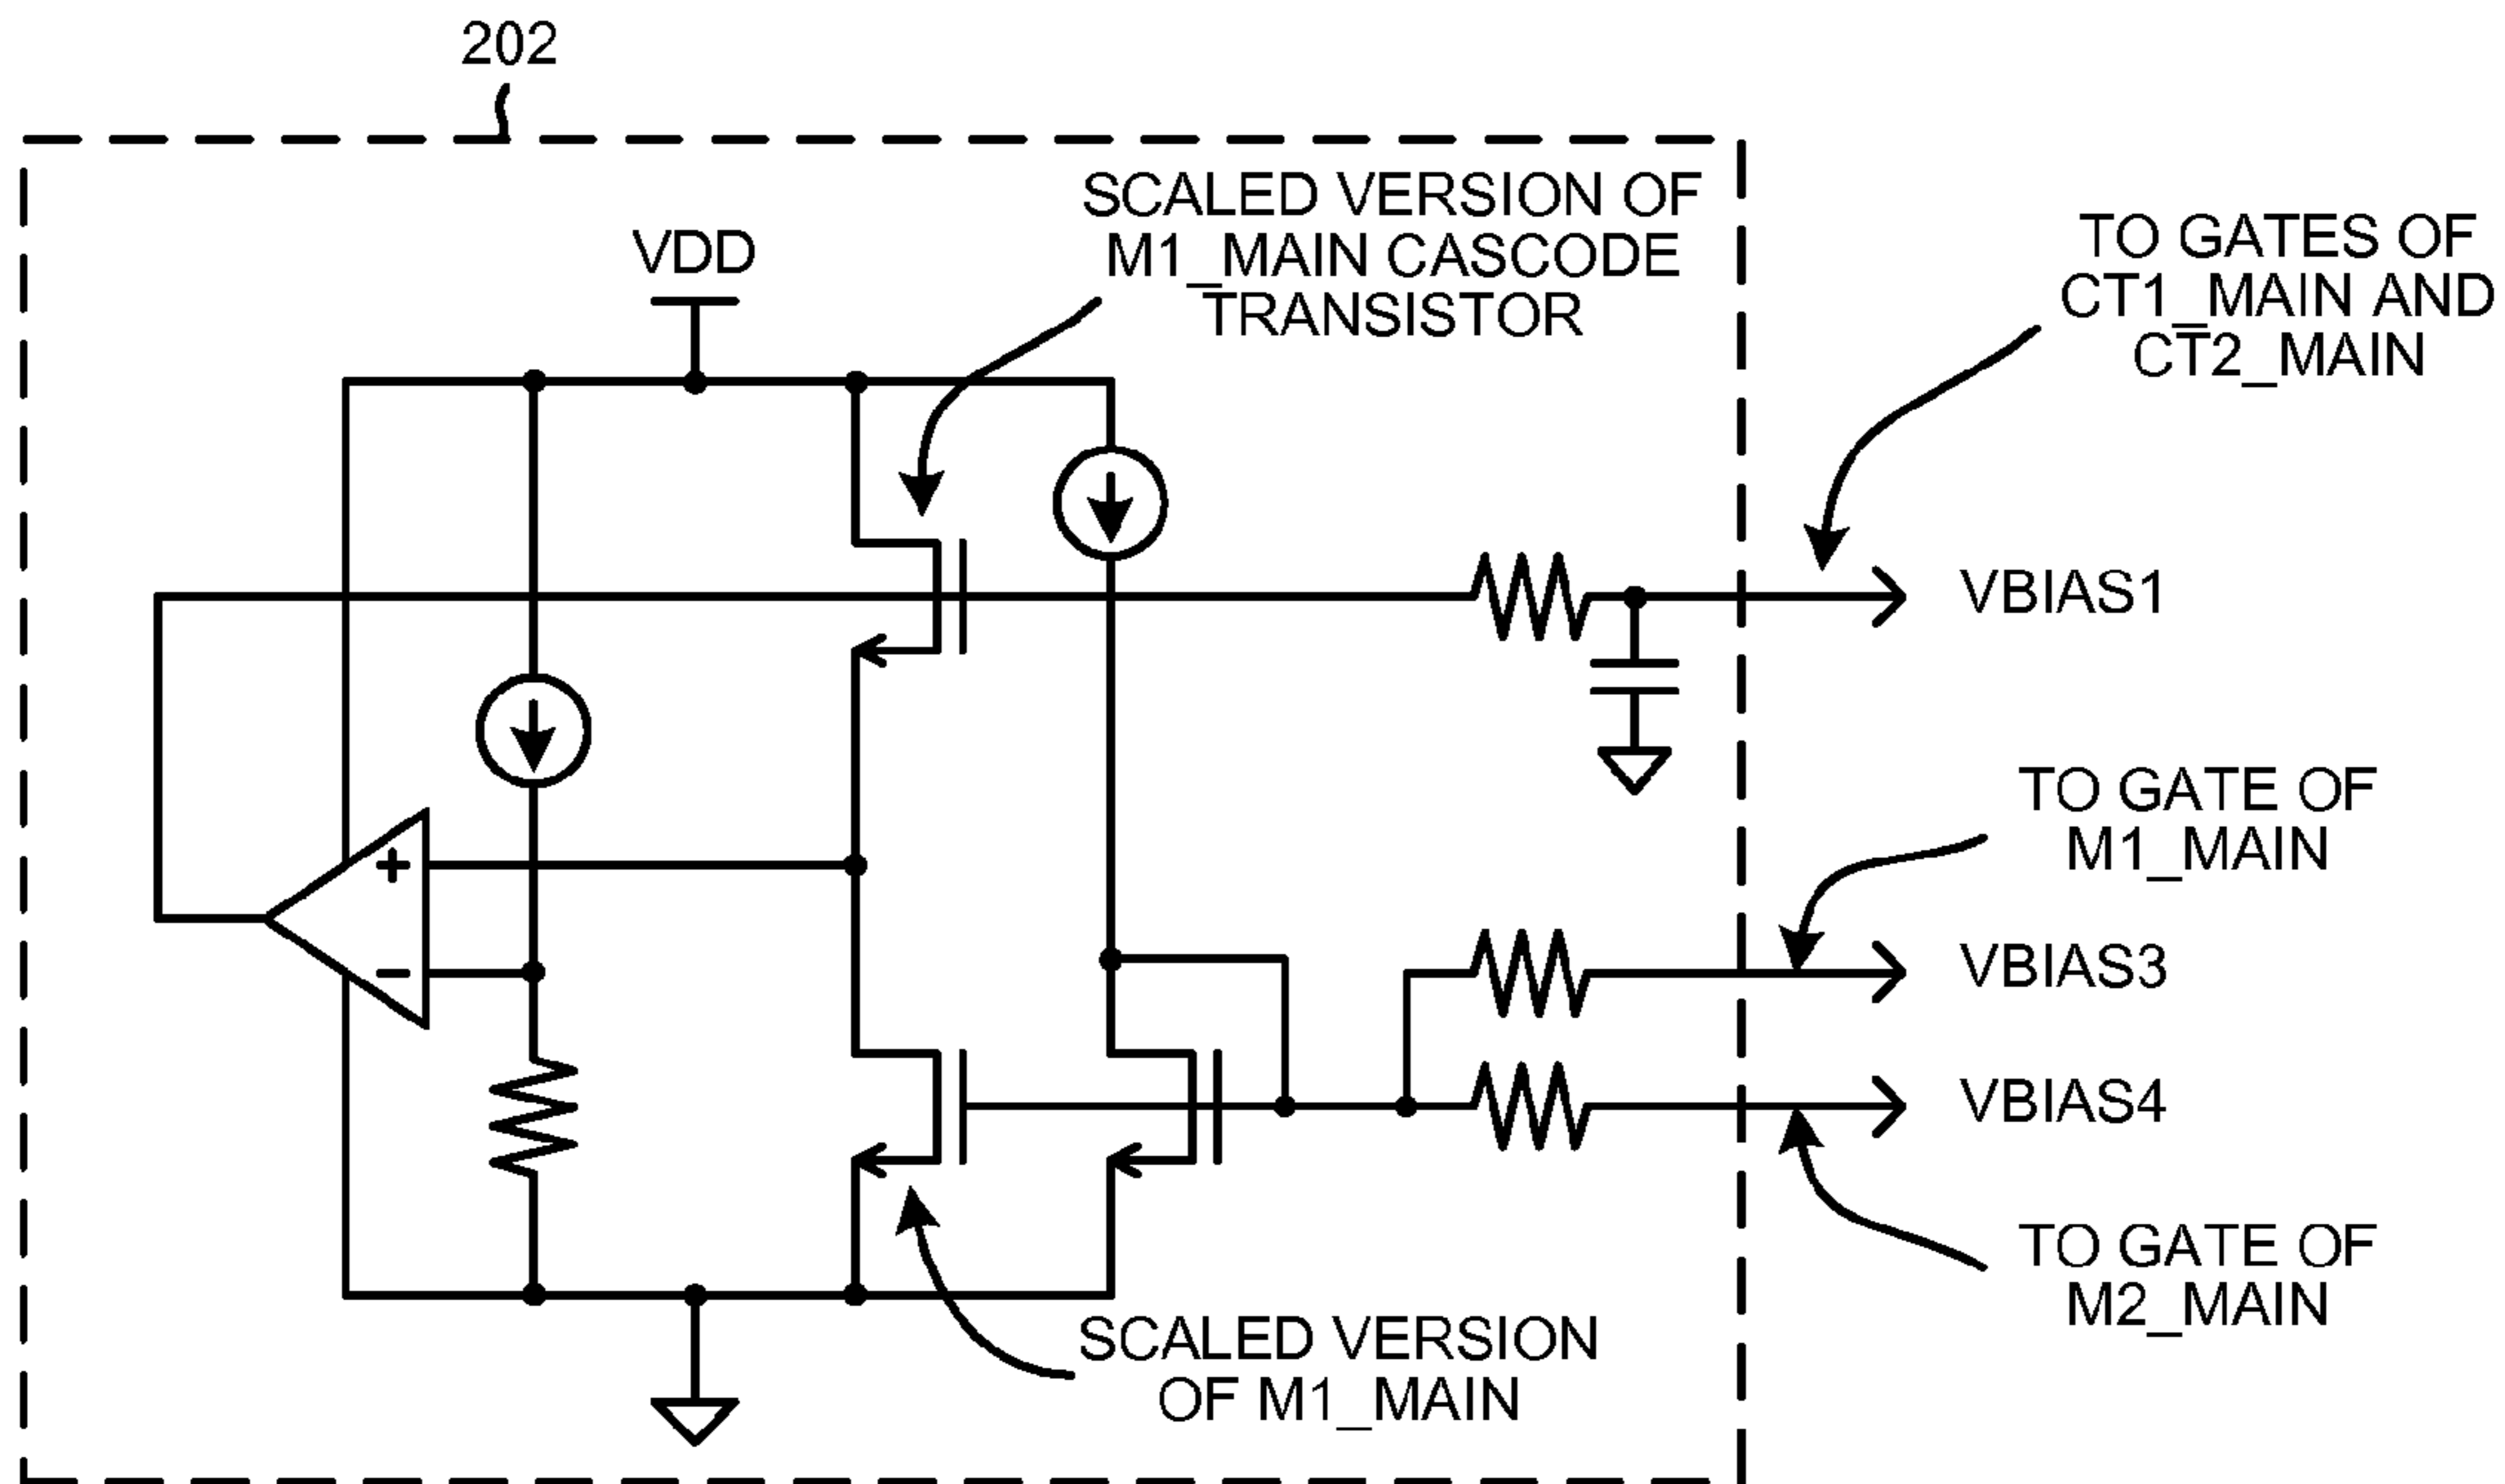 202
SCALED VERSION OF
M1_MAIN CASCODE
TRANSISTOR
VDD
TO GATES OF
CT1_MAIN AND
CT2_MAIN
VBIAS1
+
TO GATE OF
M1_MAIN
−
VBIAS3
VBIAS4
TO GATE OF
M2_MAIN
SCALED VERSION
OF M1_MAIN